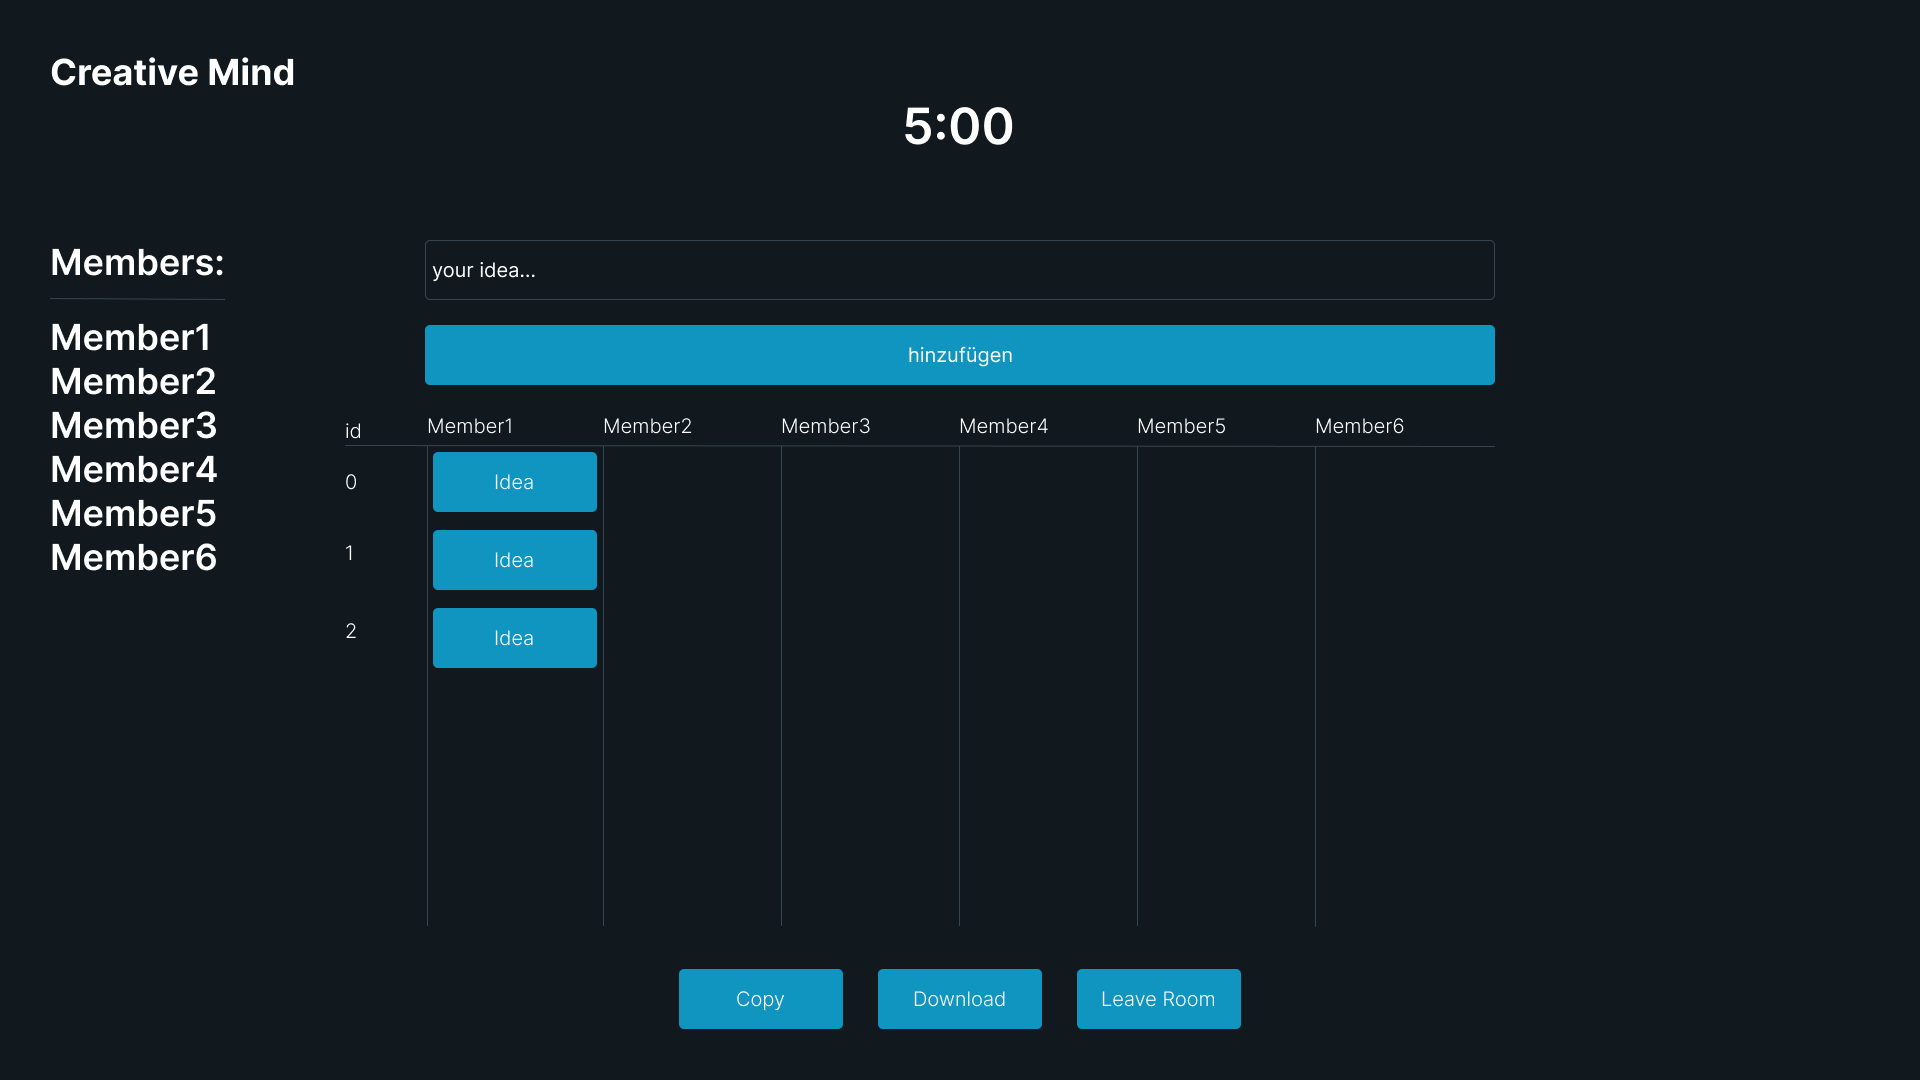 Creative Mind
5:00
Members:
Member1
Member2
Member3
Member4
Member5
Member6
your idea...
hinzufügen
id Member1 Member2 Member3 Member4 Member5 Member6
0 Idea
1 Idea
2 Idea
Copy Download Leave Room